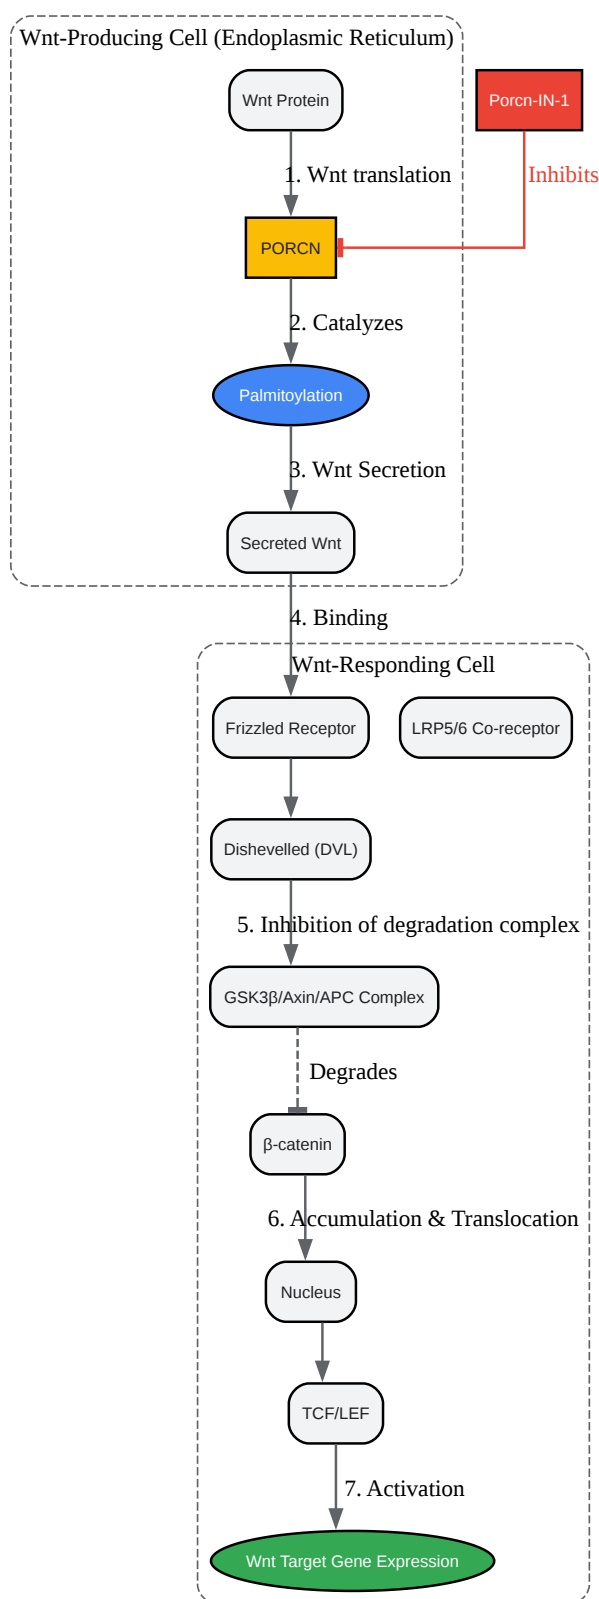 Wnt-Producing Cell (Endoplasmic Reticulum)
Wnt Protein
Porcn-IN-1
1. Wnt translation
Inhibits
PORCN
2. Catalyzes
Palmitoylation
3. Wnt Secretion
Secreted Wnt
4. Binding
Wnt-Responding Cell
Frizzled Receptor
LRP5/6 Co-receptor
Dishevelled (DVL)
5. Inhibition of degradation complex
GSK3β/Axin/APC Complex
Degrades
β-catenin
6. Accumulation & Translocation
Nucleus
TCF/LEF
7. Activation
Wnt Target Gene Expression